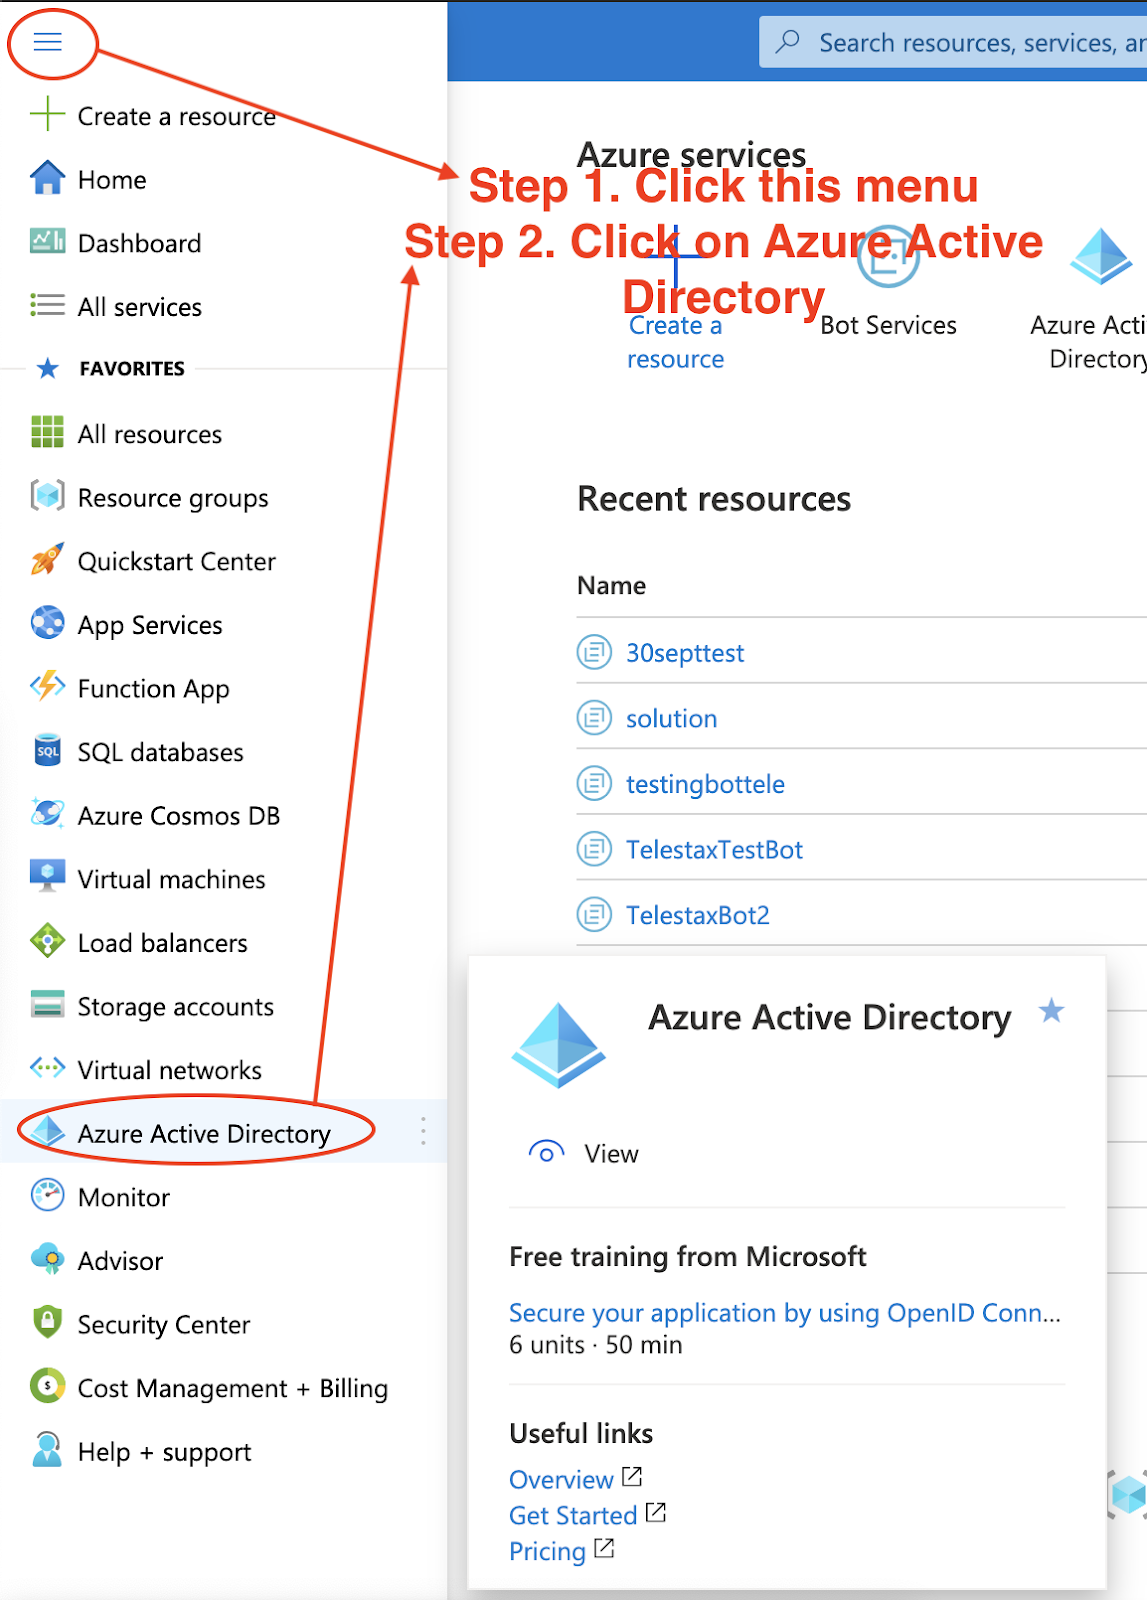 Search resources, services, an
Create a resource
Home
Dashboard
All services
FAVORITES
All resources
Resource groups
Quickstart Center
App Services
Function App
SQL databases
Azure Cosmos DB
Virtual machines
Load balancers
Storage accounts
Virtual networks
Azure Active Directory
Monitor
Advisor
Security Center
Cost Management + Billing
Help + support
Azure services
Step 1. Click this menu
Step 2. Click on Azure Active
Directory
Create a
resource
Bot Services
Azure Acti
Directory
Recent resources
Name
30septtest
solution
testingbottele
TelestaxTestBot
TelestaxBot2
Azure Active Directory
View
Free training from Microsoft
Secure your application by using OpenID Conn...
6 units · 50 min
Useful links
Overview
Get Started
Pricing